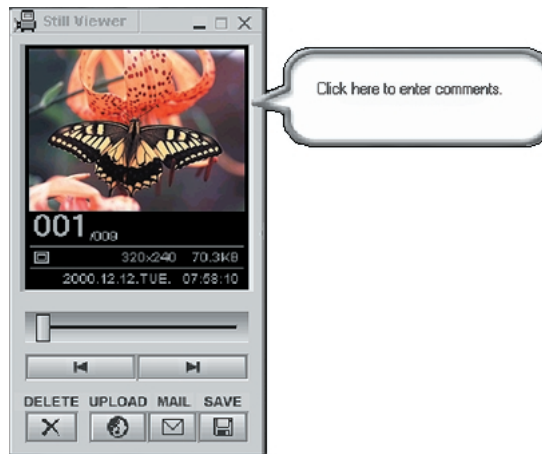 Still Viewer
Click here to enter comments.
001/009
320x240 70.3KB
2000.12.12.TUE. 07:58:10
DELETE UPLOAD MAIL SAVE